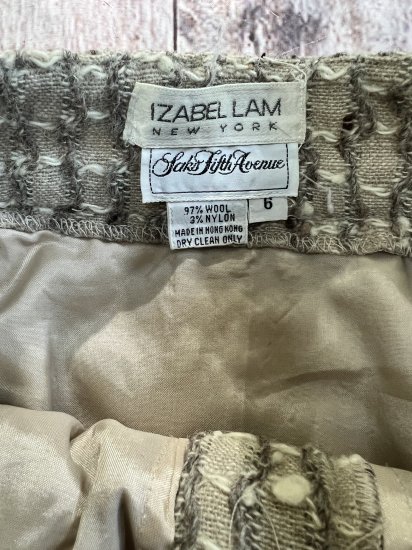 IZABEL LAM
NEW YORK
Saks Fifth Avenue
97% WOOL
3% NYLON
MADE IN HONG KONG
DRY CLEAN ONLY
6